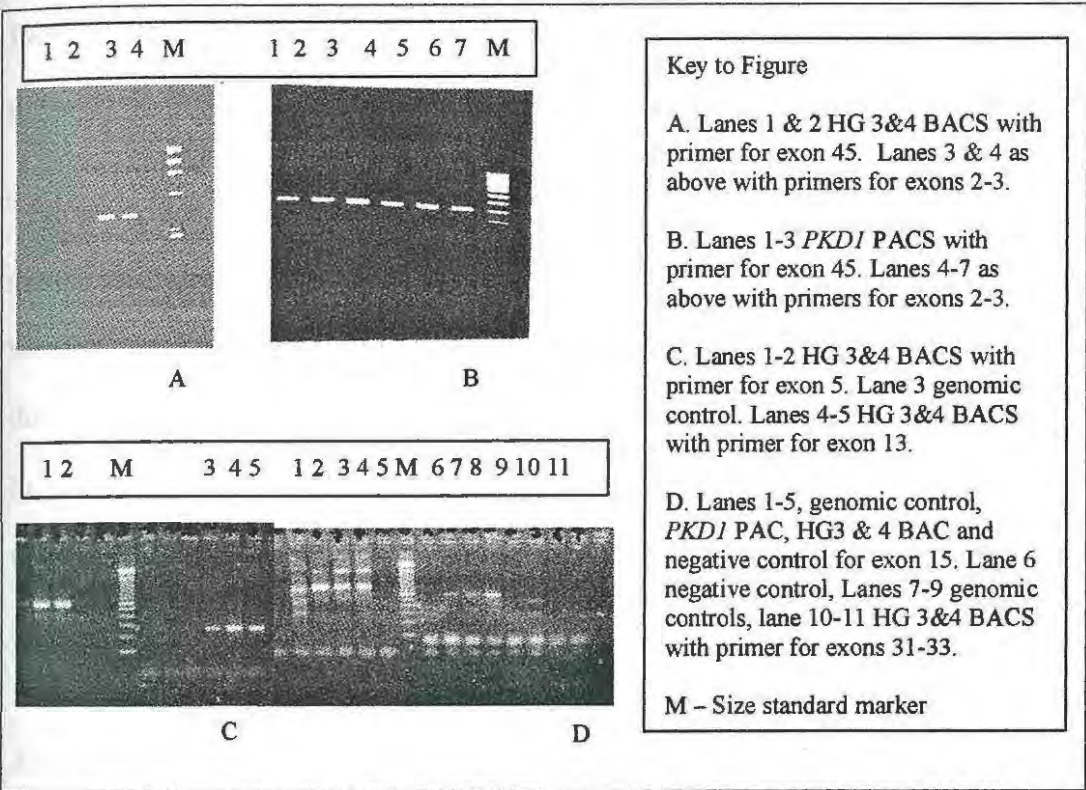 1 2 3 4 M
1 2 3 4 5 6 7 M
A
B
1 2 M 3 4 5 1 2 3 4 5 M 6 7 8 9 10 11
C
D
Key to Figure
A. Lanes 1 & 2 HG 3&4 BACS with
primer for exon 45. Lanes 3 & 4 as
above with primers for exons 2-3.
B. Lanes 1-3 PKD1 PACS with
primer for exon 45. Lanes 4-7 as
above with primers for exons 2-3.
C. Lanes 1-2 HG 3&4 BACS with
primer for exon 5. Lane 3 genomic
control. Lanes 4-5 HG 3&4 BACS
with primer for exon 13.
D. Lanes 1-5, genomic control,
PKD1 PAC, HG3 & 4 BAC and
negative control for exon 15. Lane 6
negative control, Lanes 7-9 genomic
controls, lane 10-11 HG 3&4 BACS
with primer for exons 31-33.
M – Size standard marker